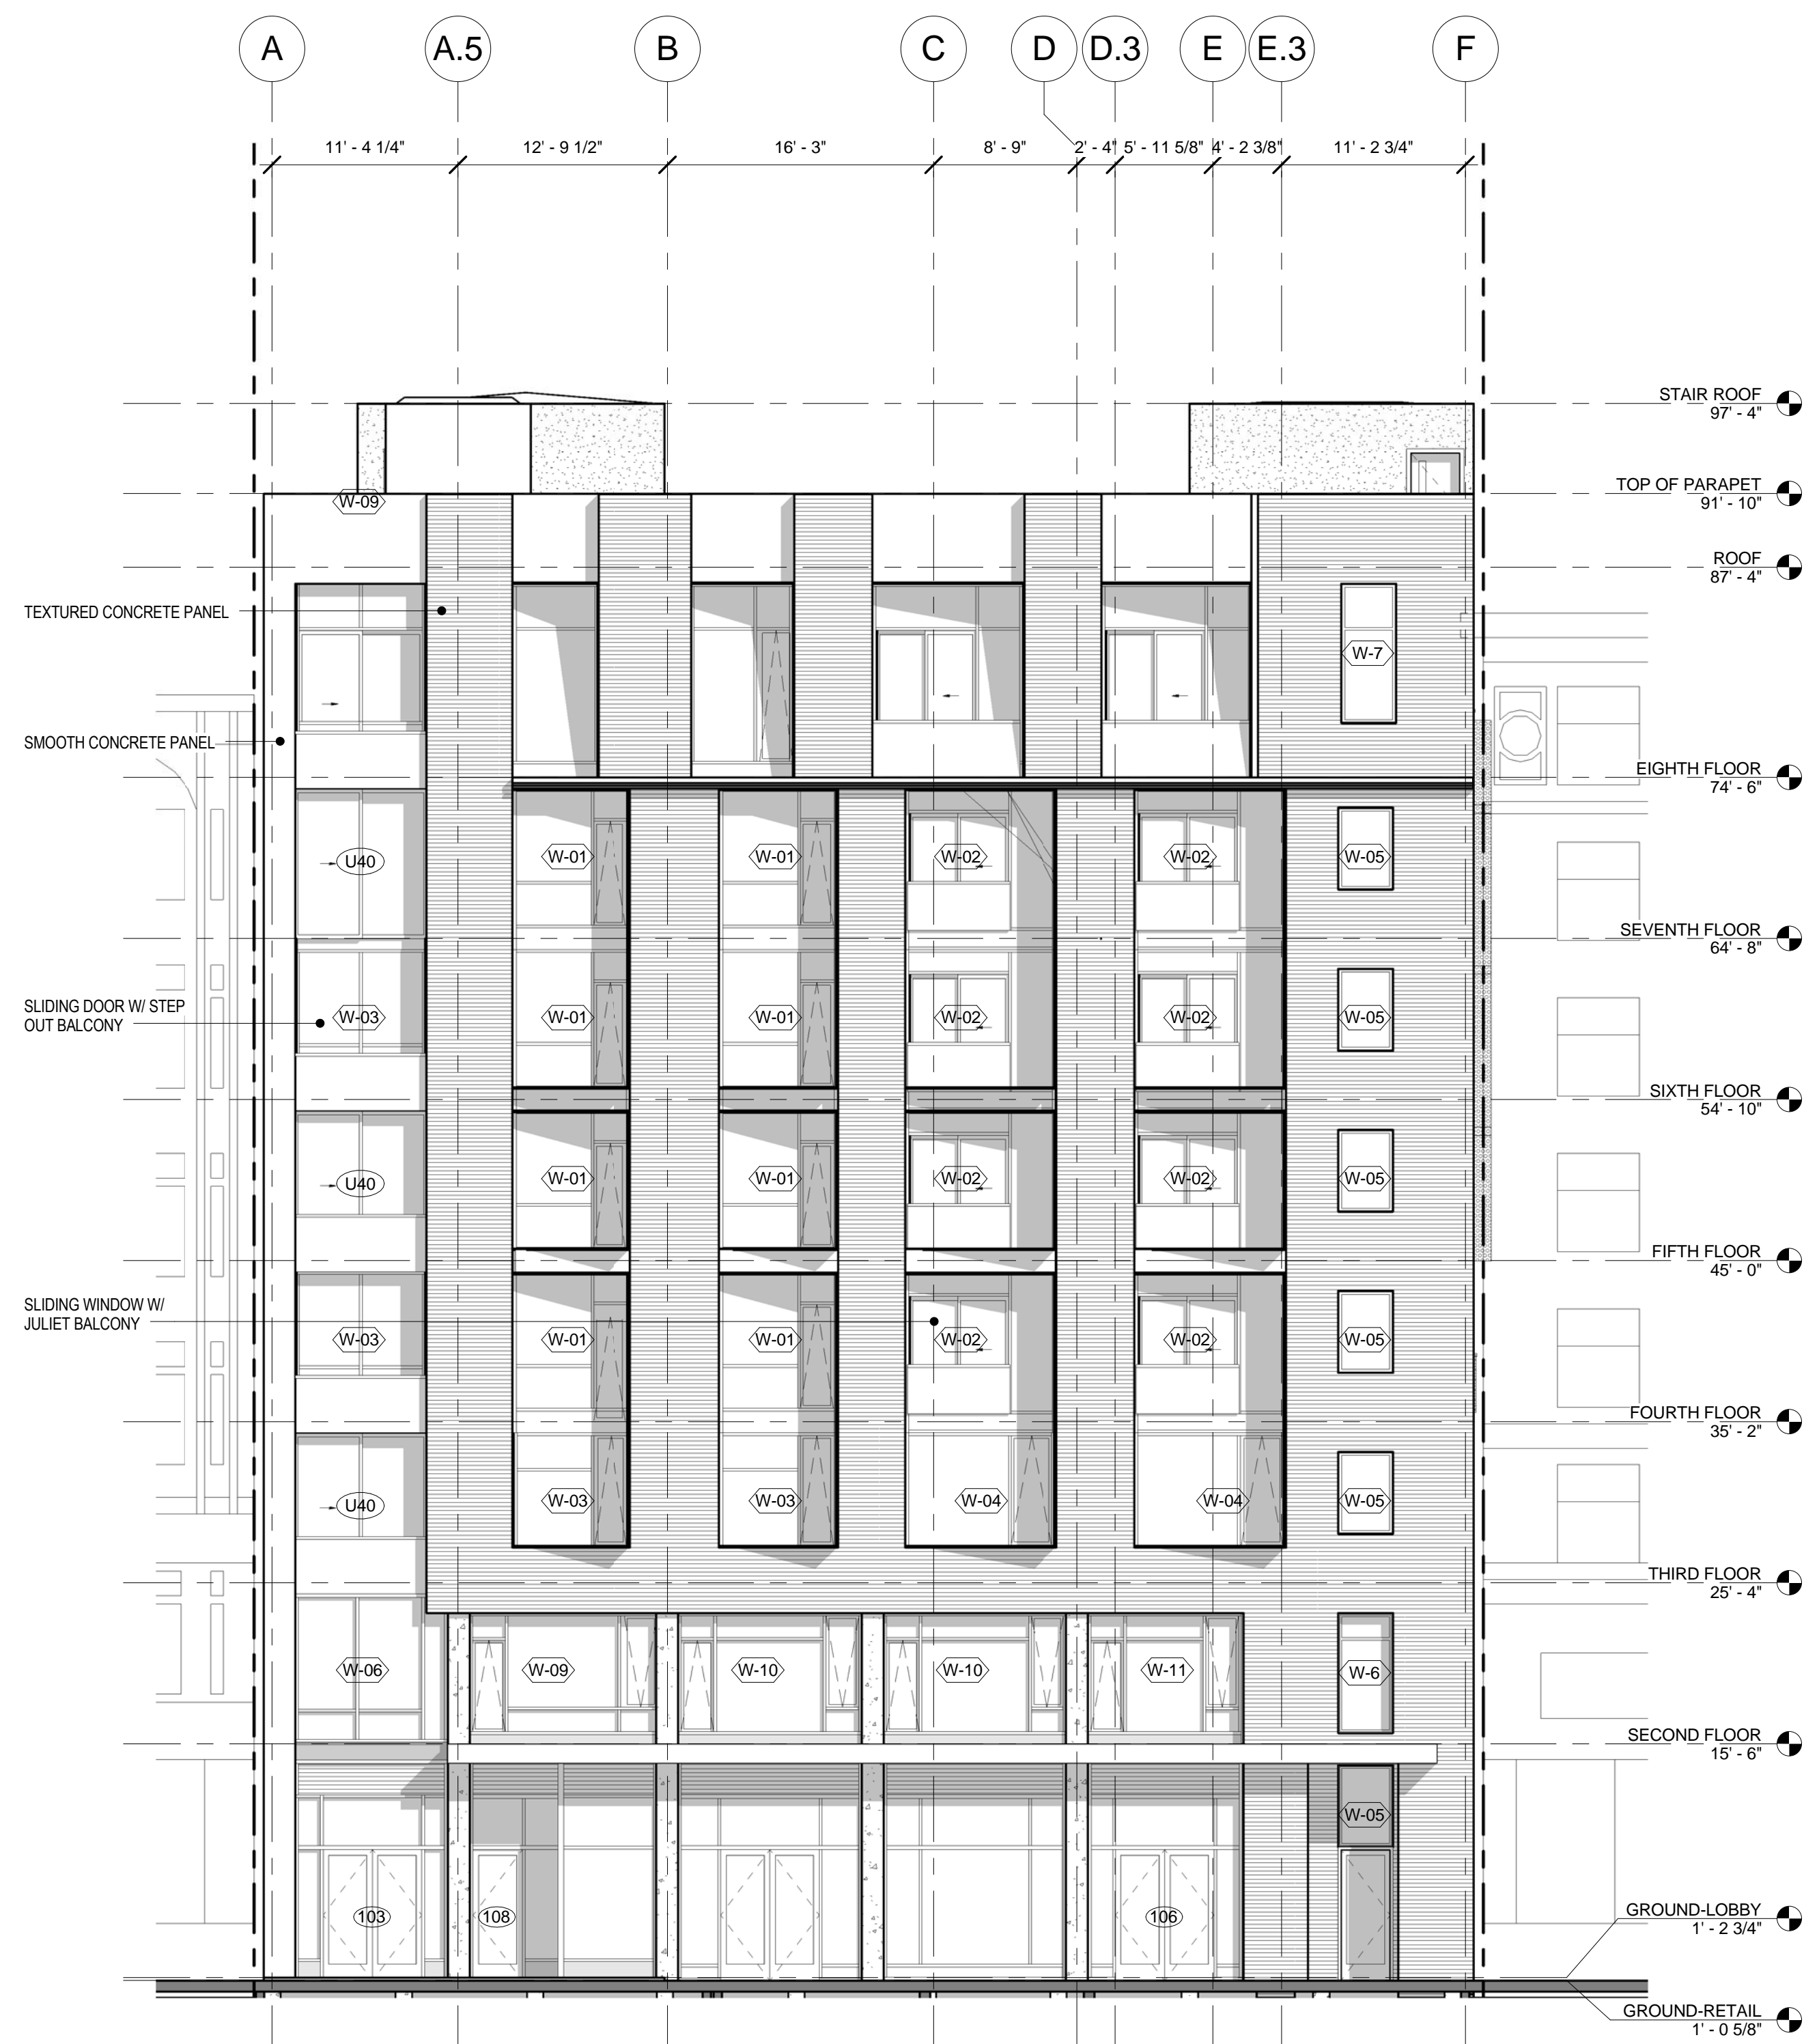 A A.5 B C D D.3 E E.3 F
11' - 4 1/4" 12' - 9 1/2" 16' - 3" 8' - 9" 2' - 4" 5' - 11 5/8" 4' - 2 3/8" 11' - 2 3/4"
STAIR ROOF
97' - 4"
TOP OF PARAPET
91' - 10"
W-09
ROOF
87' - 4"
TEXTURED CONCRETE PANEL
W-7
SMOOTH CONCRETE PANEL
EIGHTH FLOOR
74' - 6"
U40 W-01 W-01 W-02 W-02 W-05
SEVENTH FLOOR
64' - 8"
SLIDING DOOR W/ STEP
OUT BALCONY
W-03 W-01 W-01 W-02 W-02 W-05
SIXTH FLOOR
54' - 10"
U40 W-01 W-01 W-02 W-02 W-05
FIFTH FLOOR
45' - 0"
SLIDING WINDOW W/
JULIET BALCONY
W-03 W-01 W-01 W-02 W-02 W-05
FOURTH FLOOR
35' - 2"
U40 W-03 W-03 W-04 W-04 W-05
THIRD FLOOR
25' - 4"
W-06 W-09 W-10 W-10 W-11 W-6
SECOND FLOOR
15' - 6"
W-05
103 108 106
GROUND-LOBBY
1' - 2 3/4"
GROUND-RETAIL
1' - 0 5/8"